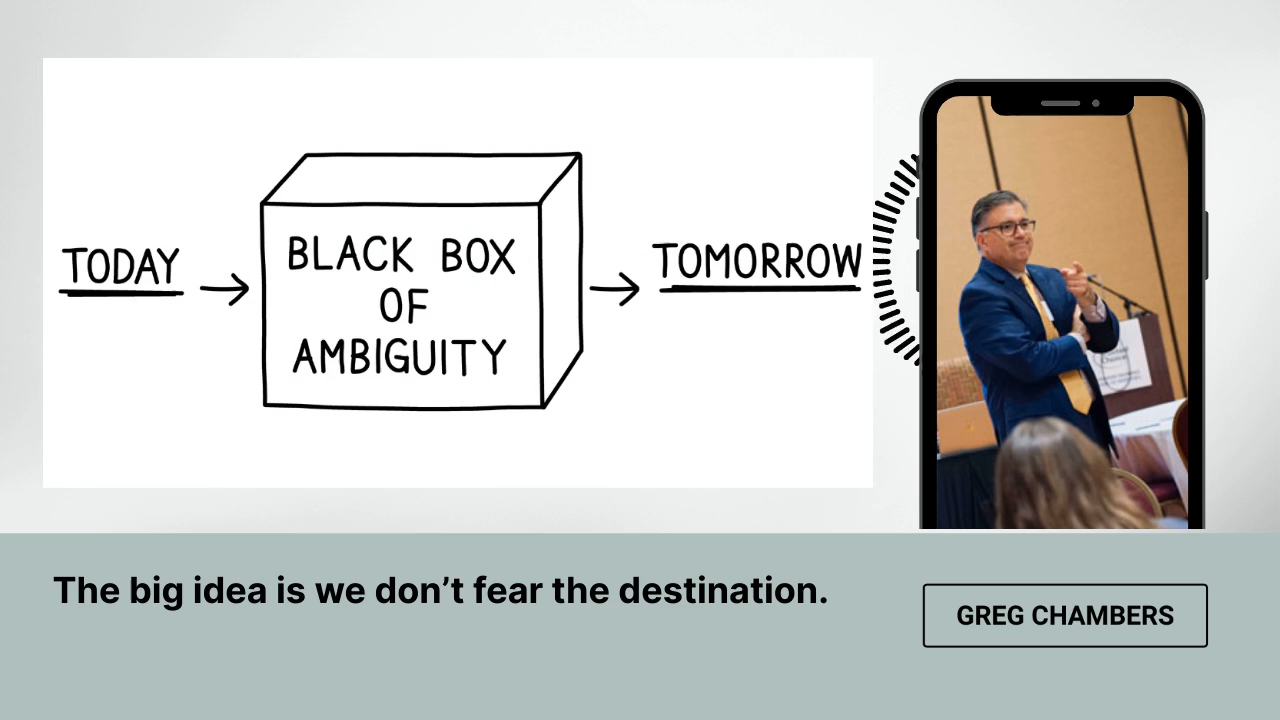 TODAY
BLACK BOX
OF
AMBIGUITY
TOMORROW
The big idea is we don’t fear the destination.
GREG CHAMBERS